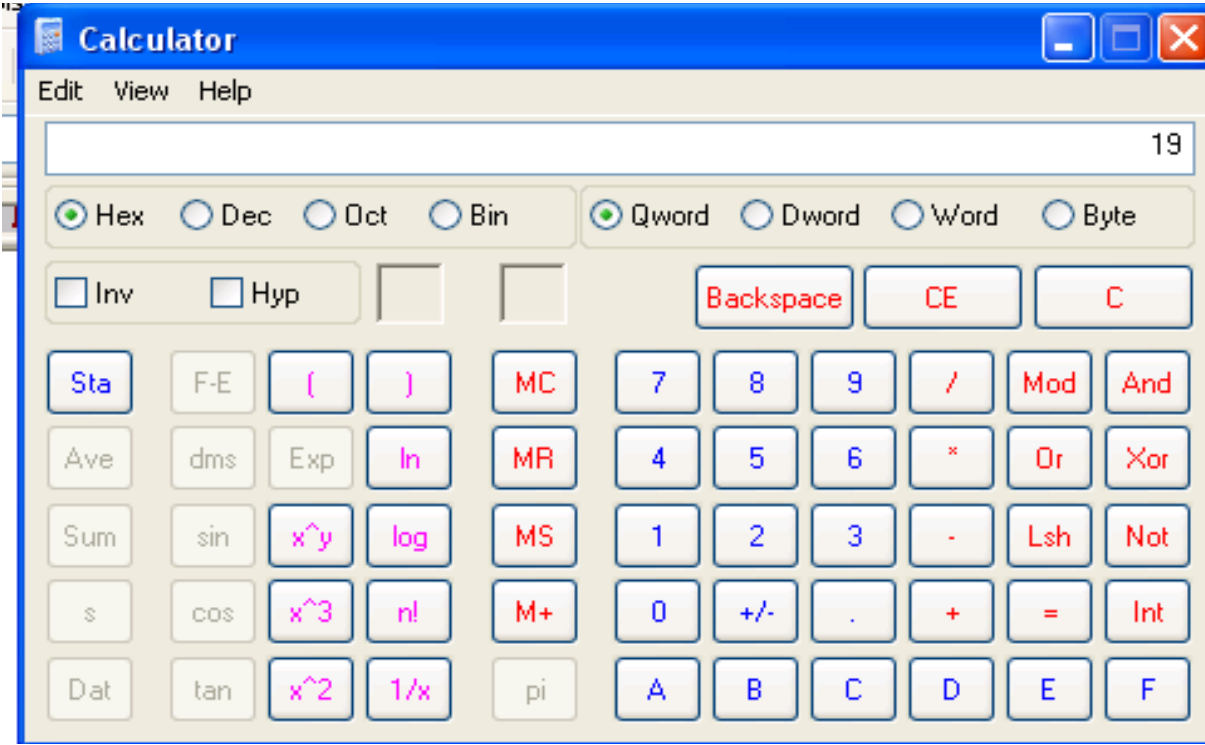 Calculator
Edit View Help
19
Hex Dec Oct Bin Qword Dword Word Byte
Inv Hyp Backspace CE C
Sta F-E ( ) MC 7 8 9 / Mod And
Ave dms Exp ln MR 4 5 6 * Or Xor
Sum sin x^y log MS 1 2 3 - Lsh Not
s cos x^3 n! M+ 0 +/- . + = Int
Dat tan x^2 1/x pi A B C D E F